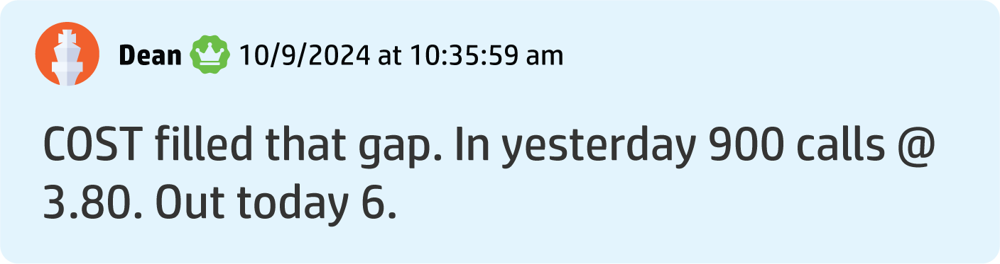 Dean 10/9/2024 at 10:35:59 am
COST filled that gap. In yesterday 900 calls @
3.80. Out today 6.